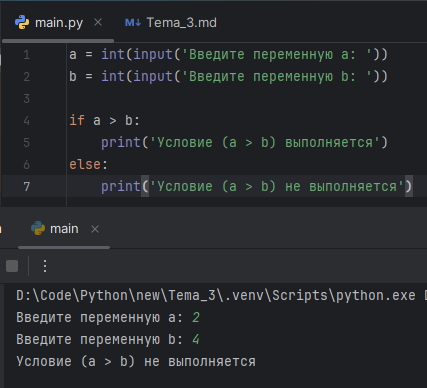 main.py × Tema_3.md
1 a = int(input('Введите переменную a: '))
2 b = int(input('Введите переменную b: '))
3
4 if a > b:
5 print('Условие (a > b) выполняется')
6 else:
7 print('Условие (a > b) не выполняется')
main ×
D:\Code\Python\new\Tema_3\.venv\Scripts\python.exe
Введите переменную a: 2
Введите переменную b: 4
Условие (a > b) не выполняется